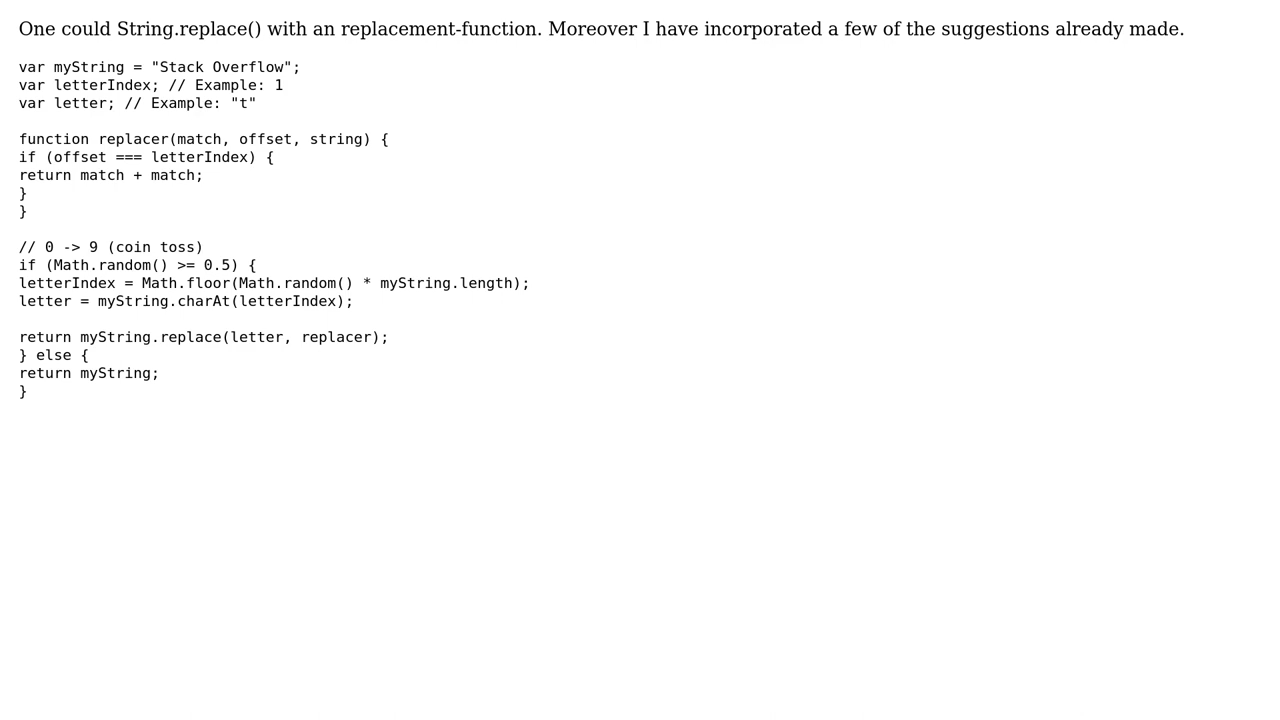 One could String.replace() with an replacement-function. Moreover I have incorporated a few of the suggestions already made.
var myString = "Stack Overflow";
var letterIndex; // Example: 1
var letter; // Example: "t"
function replacer(match, offset, string) {
if (offset === letterIndex) {
return match + match;
}
}
// 0 -> 9 (coin toss)
if (Math.random() >= 0.5) {
letterIndex = Math.floor(Math.random() * myString.length);
letter = myString.charAt(letterIndex);
return myString.replace(letter, replacer);
} else {
return myString;
}